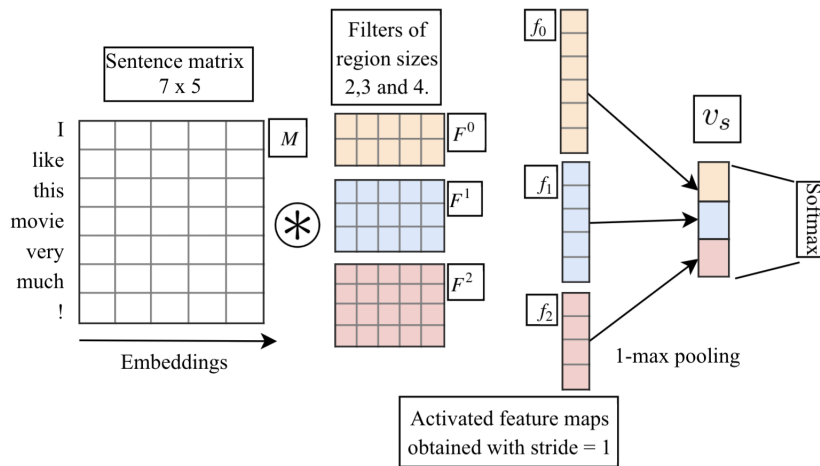 Sentence matrix
7 x 5
Filters of
region sizes
2,3 and 4.
I
like
this
movie
very
much
!
M
F⁰
F¹
F²
f₀
f₁
f₂
vₛ
Softmax
Embeddings
1-max pooling
Activated feature maps
obtained with stride = 1